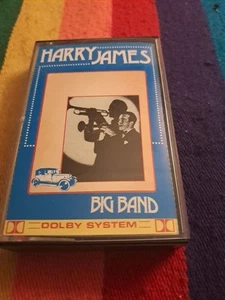 HARRY JAMES
BIG BAND
DOLBY SYSTEM